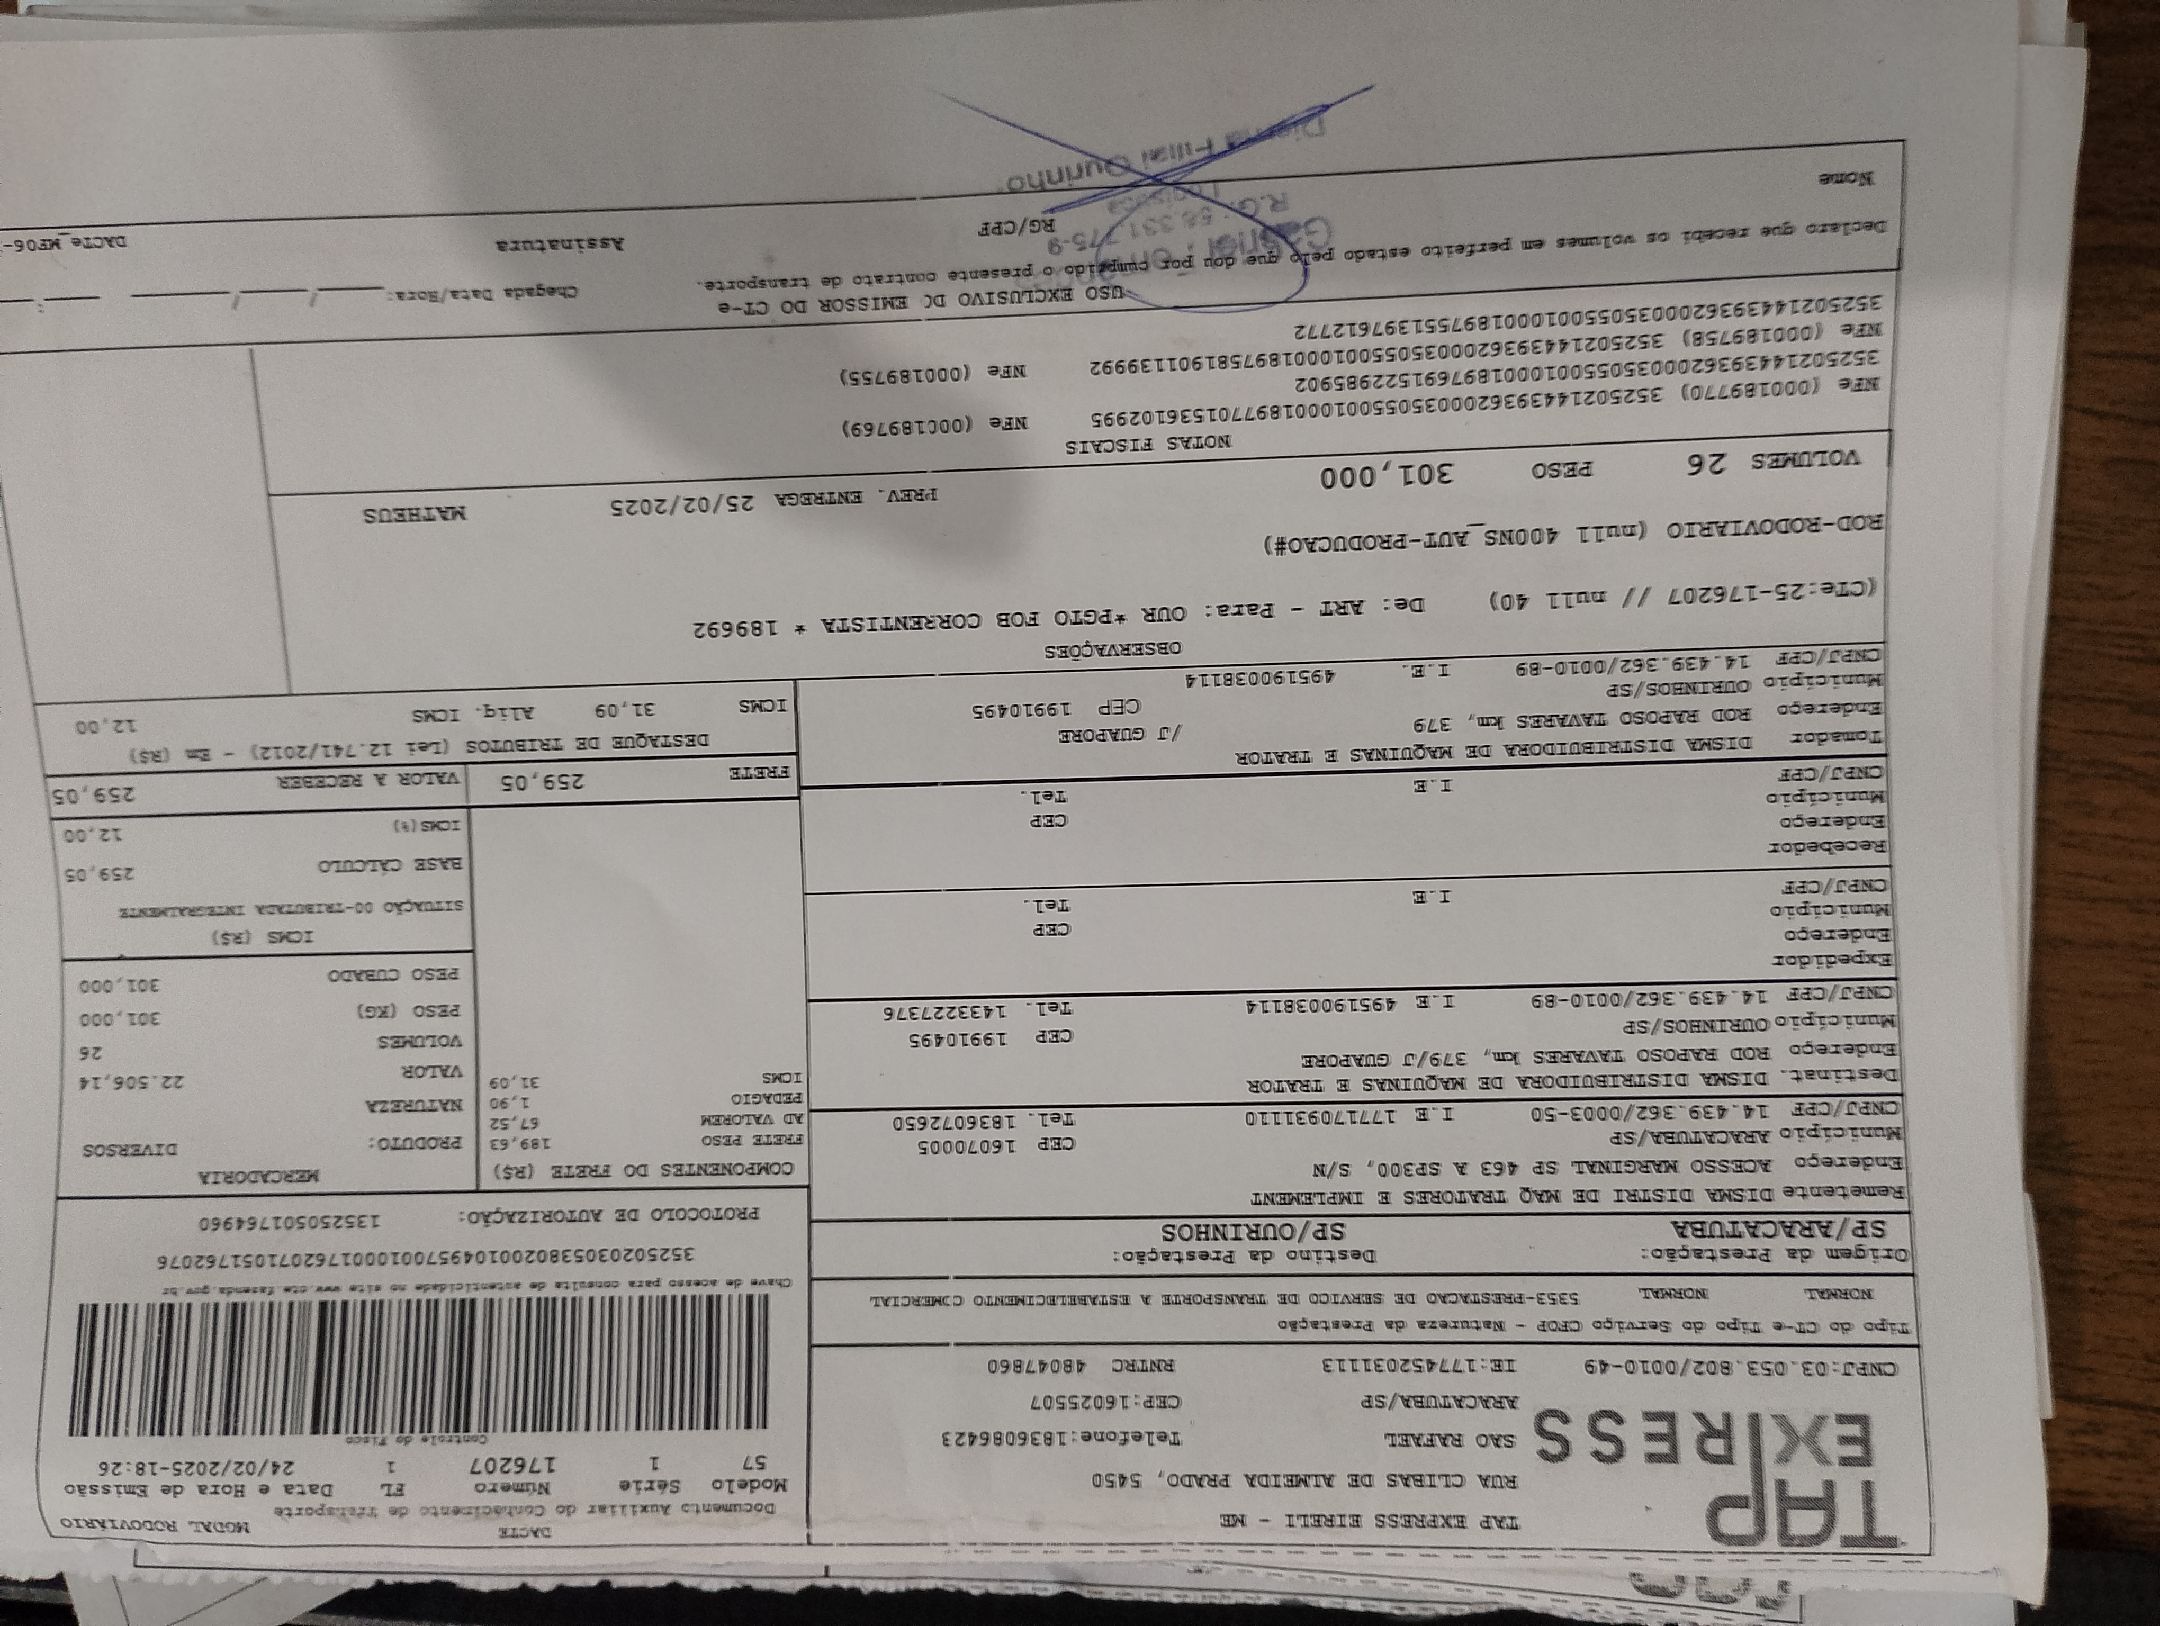 TAP
EXPRESS
TAP EXPRESS EIRELI - ME
RUA CLIBAS DE ALMEIDA PRADO, 5450
SAO RAFAEL Telefone:1836086423
ARACATUBA/SP CEP:16025507
CNPJ:03.053.802/0010-49 IE:177452031113 RNTRC 48047860
DACTE MODAL RODOVIÁRIO
Documento Auxiliar do Conhecimento de Transporte
Modelo Série Número FL Data e Hora de Emissão
57 1 176207 1 24/02/2025-18:26
Controle do Fisco
Chave de acesso para consulta de autenticidade no site www.cte.fazenda.gov.br
35250203053802001049570010001762071051762076
PROTOCOLO DE AUTORIZAÇÃO: 135250501764960
Tipo do CT-e Tipo do Serviço CFOP - Natureza da Prestação
NORMAL NORMAL 5353-PRESTACAO DE SERVICO DE TRANSPORTE A ESTABELECIMENTO COMERCIAL
Origem da Prestação: Destino da Prestação:
SP/ARACATUBA SP/OURINHOS
Remetente DISMA DISTRI DE MAQ TRATORES E IMPLEMENT
Endereço ACESSO MARGINAL SP 463 A SP300, S/N
Município ARACATUBA/SP CEP 16070005
CNPJ/CPF 14.439.362/0003-50 I.E 177170931110 Tel. 1836072650
Destinat. DISMA DISTRIBUIDORA DE MAQUINAS E TRATOR
Endereço ROD RAPOSO TAVARES km, 379/J GUAPORE
Município OURINHOS/SP CEP 19910495
CNPJ/CPF 14.439.362/0010-89 I.E 495190038114 Tel. 1433227376
Expedidor
Endereço
Município CEP
CNPJ/CPF I.E Tel.
Recebedor
Endereço
Município CEP
CNPJ/CPF I.E Tel.
Tomador DISMA DISTRIBUIDORA DE MAQUINAS E TRATOR
Endereço ROD RAPOSO TAVARES km, 379 /J GUAPORE
Município OURINHOS/SP CEP 19910495
CNPJ/CPF 14.439.362/0010-89 I.E. 495190038114
COMPONENTES DO FRETE (R$)
FRETE PESO 189,63
AD VALOREM 67,52
PEDAGIO 1,90
ICMS 31,09
MERCADORIA
PRODUTO: DIVERSOS
NATUREZA
VALOR 22.506,14
VOLUMES 26
PESO (KG) 301,000
PESO CUBADO 301,000
ICMS (R$)
SITUAÇÃO 00-TRIBUTADA INTEGRALMENTE
BASE CÁLCULO 259,05
ICMS(%) 12,00
FRETE 259,05 VALOR A RECEBER 259,05
DESTAQUE DE TRIBUTOS (Lei 12.741/2012) - Em (R$)
ICMS 31,09 Aliq. ICMS 12,00
OBSERVAÇÕES
(CTe:25-176207 // null 40) De: ART - Para: OUR *PGTO FOB CORRENTISTA * 189692
ROD-RODOVIARIO (null 400NS_AUT-PRODUCAO#)
VOLUMES 26 PESO 301,000 PREV. ENTREGA 25/02/2025 MATHEUS
NOTAS FISCAIS
NFe (000189770) 35250214439362000350550010001897701536102995 NFe (000189769)
35250214439362000350550010001897691522985902
NFe (000189758) 35250214439362000350550010001897581901139992 NFe (000189755)
35250214439362000350550010001897551397612772
USO EXCLUSIVO DO EMISSOR DO CT-e Chegada Data/Hora: ____/____/____ ___:___
Declaro que recebi os volumes em perfeito estado pelo que dou por cumprido o presente contrato de transporte.
Nome RG/CPF Assinatura DACTe_MF06-
Gabriel
R.G.: 58.331.775-9
Filial Ourinho